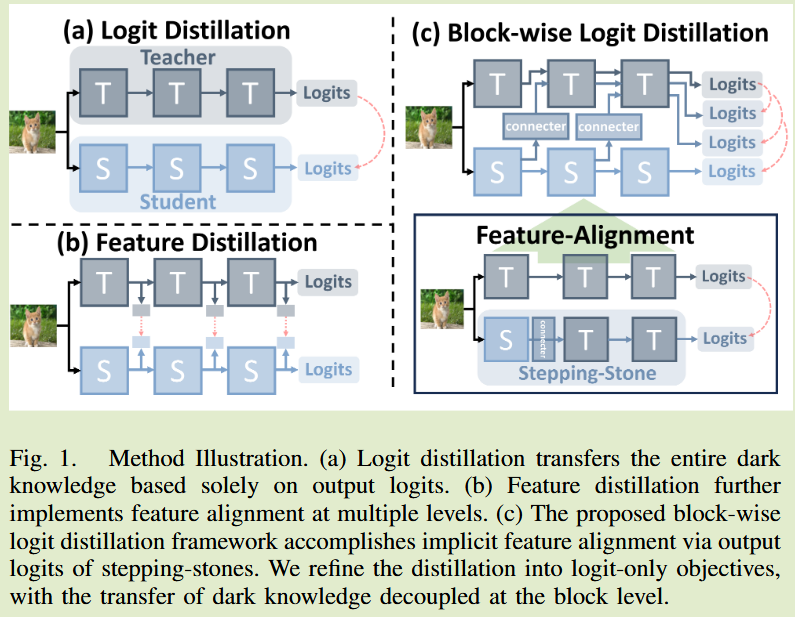 (a) Logit Distillation
Teacher
T T T Logits
S S S Logits
Student
(b) Feature Distillation
T T T Logits
S S S Logits
(c) Block-wise Logit Distillation
T T T Logits
Logits
connecter connecter
Logits
S S S Logits
Feature-Alignment
T T T Logits
S connecter T T Logits
Stepping-Stone
Fig. 1. Method Illustration. (a) Logit distillation transfers the entire dark
knowledge based solely on output logits. (b) Feature distillation further
implements feature alignment at multiple levels. (c) The proposed block-wise
logit distillation framework accomplishes implicit feature alignment via output
logits of stepping-stones. We refine the distillation into logit-only objectives,
with the transfer of dark knowledge decoupled at the block level.